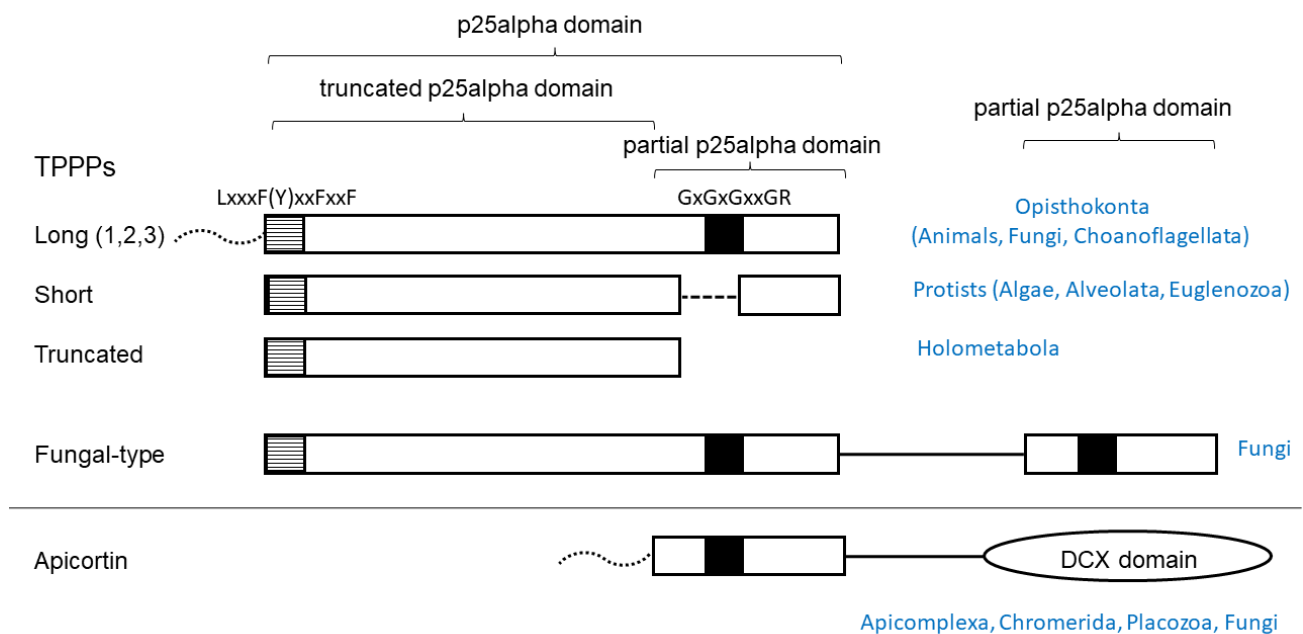 p25alpha domain
truncated p25alpha domain
partial p25alpha domain
partial p25alpha domain
TPPPs
LxxxF(Y)xxFxxF
GxGxGxxGR
Long (1,2,3)
Opisthokonta
(Animals, Fungi, Choanoflagellata)
Short
Protists (Algae, Alveolata, Euglenozoa)
Truncated
Holometabola
Fungal-type
Fungi
Apicortin
DCX domain
Apicomplexa, Chromerida, Placozoa, Fungi